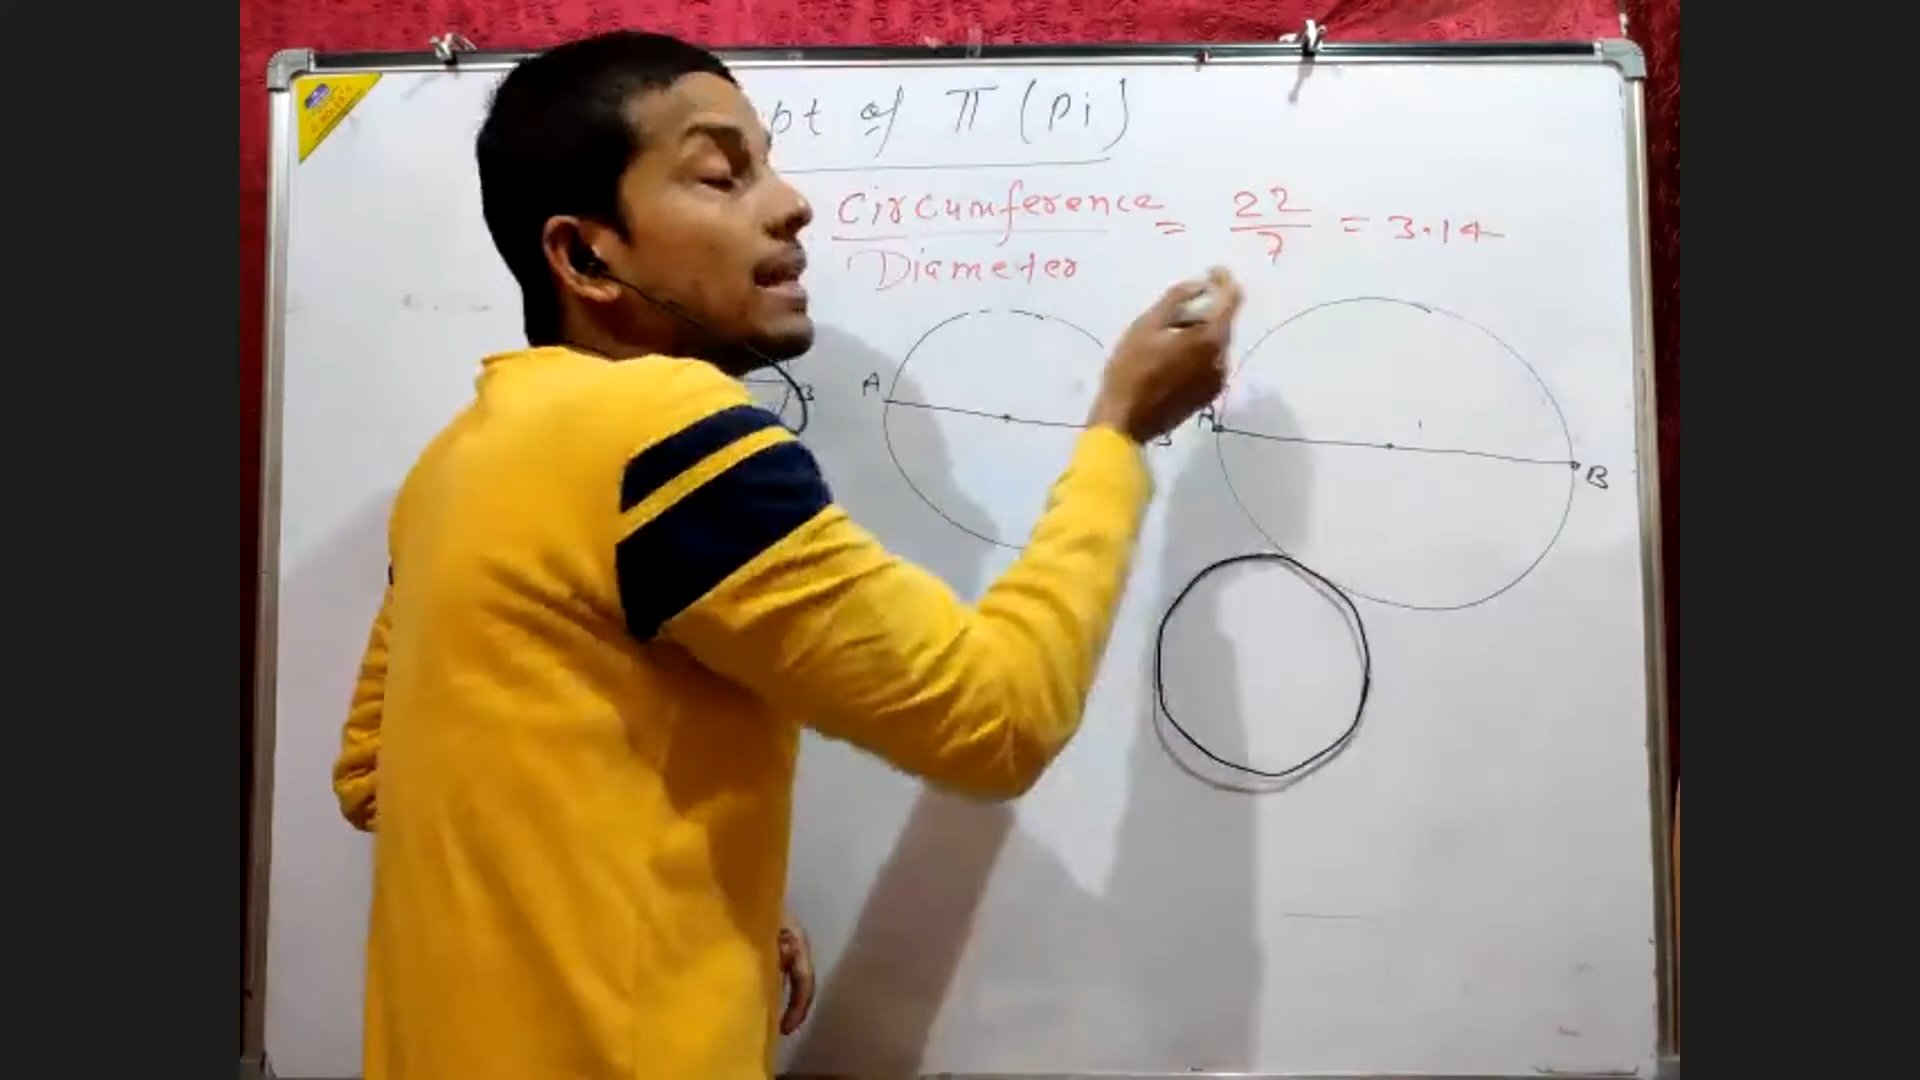 pt of π (Pi)
Circumference / Diameter = 22/7 = 3.14
B A A B B